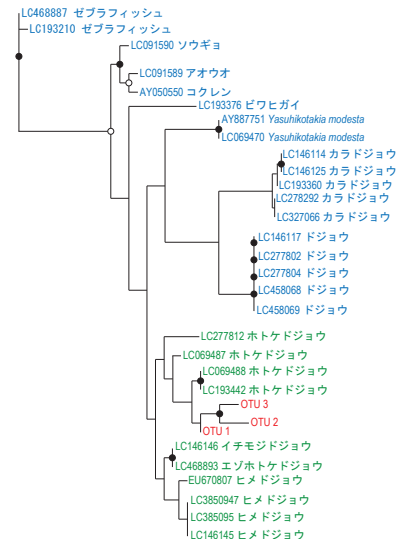 LC468887 ゼブラフィッシュ
LC193210 ゼブラフィッシュ
LC091590 ソウギョ
LC091589 アオウオ
AY050550 コクレン
LC193376 ビワヒガイ
AY887751 Yasuhikotakia modesta
LC069470 Yasuhikotakia modesta
LC146114 カラドジョウ
LC146125 カラドジョウ
LC193360 カラドジョウ
LC278292 カラドジョウ
LC327066 カラドジョウ
LC146117 ドジョウ
LC277802 ドジョウ
LC277804 ドジョウ
LC458068 ドジョウ
LC458069 ドジョウ
LC277812 ホトケドジョウ
LC069487 ホトケドジョウ
LC069488 ホトケドジョウ
LC193442 ホトケドジョウ
OTU 3
OTU 2
OTU 1
LC146146 イチモジドジョウ
LC468893 エゾホトケドジョウ
EU670807 ヒメドジョウ
LC3850947 ヒメドジョウ
LC385095 ヒメドジョウ
LC146145 ヒメドジョウ